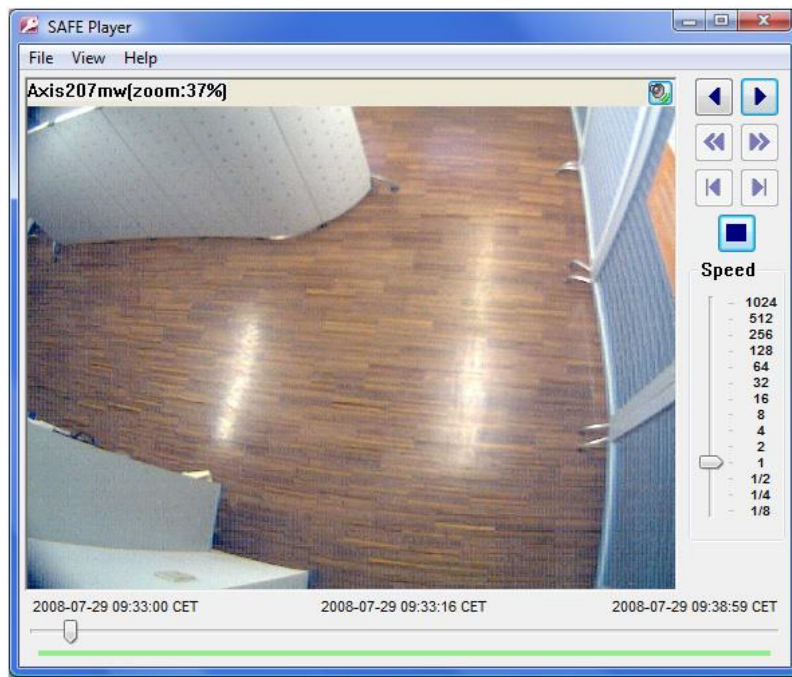 SAFE Player
File View Help
Axis207mw(zoom:37%)
Speed
1024
512
256
128
64
32
16
8
4
2
1
1/2
1/4
1/8
2008-07-29 09:33:00 CET 2008-07-29 09:33:16 CET 2008-07-29 09:38:59 CET